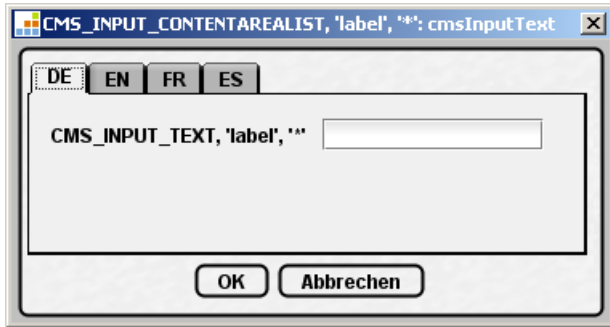 CMS_INPUT_CONTENTAREALIST, 'label', '*': cmsInputText
DE EN FR ES
CMS_INPUT_TEXT, 'label', '*'
OK Abbrechen